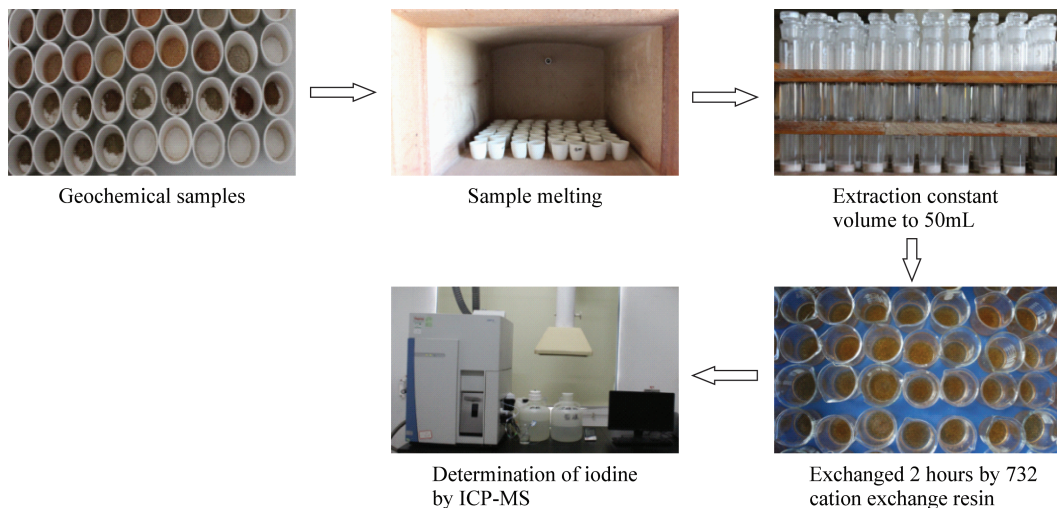 Geochemical samples
Sample melting
Extraction constant
volume to 50mL
Exchanged 2 hours by 732
cation exchange resin
Determination of iodine
by ICP-MS